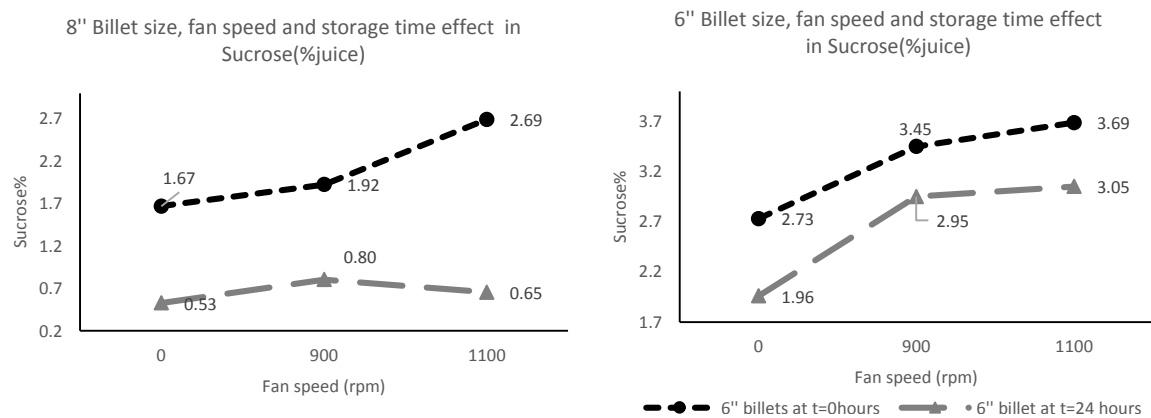 8'' Billet size, fan speed and storage time effect in
Sucrose(%juice)
2.7
2.2
1.7
1.2
0.7
0.2
Sucrose%
1.67
1.92
2.69
0.53
0.80
0.65
0
900
1100
Fan speed (rpm)
6'' Billet size, fan speed and storage time effect
in Sucrose(%juice)
3.7
3.2
2.7
2.2
1.7
Sucrose%
2.73
3.45
3.69
1.96
2.95
3.05
0
900
1100
Fan speed (rpm)
6'' billets at t=0hours
6'' billet at t=24 hours